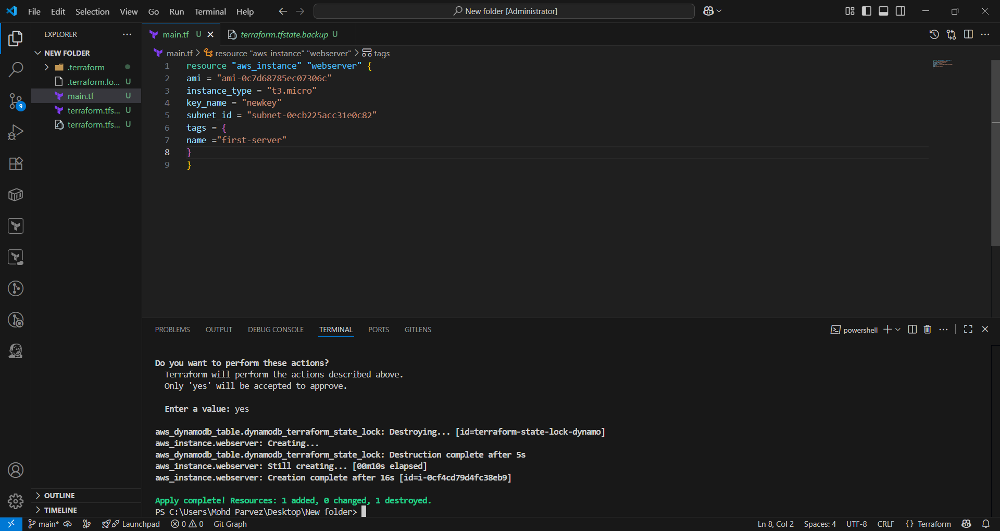 File Edit Selection View Go Run Terminal Help
New folder [Administrator]
EXPLORER
NEW FOLDER
.terraform
.terraform.lo... U
main.tf U
terraform.tfs... U
terraform.tfs... U
9
OUTLINE
TIMELINE
main.tf U
terraform.tfstate.backup U
main.tf > resource "aws_instance" "webserver" > tags
1 resource "aws_instance" "webserver" {
2 ami = "ami-0c7d68785ec07306c"
3 instance_type = "t3.micro"
4 key_name = "newkey"
5 subnet_id = "subnet-0ecb225acc31e0c82"
6 tags = {
7 name ="first-server"
8 }
9 }
PROBLEMS OUTPUT DEBUG CONSOLE TERMINAL PORTS GITLENS
powershell
Do you want to perform these actions?
Terraform will perform the actions described above.
Only 'yes' will be accepted to approve.
Enter a value: yes
aws_dynamodb_table.dynamodb_terraform_state_lock: Destroying... [id=terraform-state-lock-dynamo]
aws_instance.webserver: Creating...
aws_dynamodb_table.dynamodb_terraform_state_lock: Destruction complete after 5s
aws_instance.webserver: Still creating... [00m10s elapsed]
aws_instance.webserver: Creation complete after 16s [id=i-0cf4cd79d4fc38eb9]
Apply complete! Resources: 1 added, 0 changed, 1 destroyed.
PS C:\Users\Mohd Parvez\Desktop\New folder>
main* Launchpad 0 0 Git Graph Ln 8, Col 2 Spaces: 4 UTF-8 CRLF {} Terraform